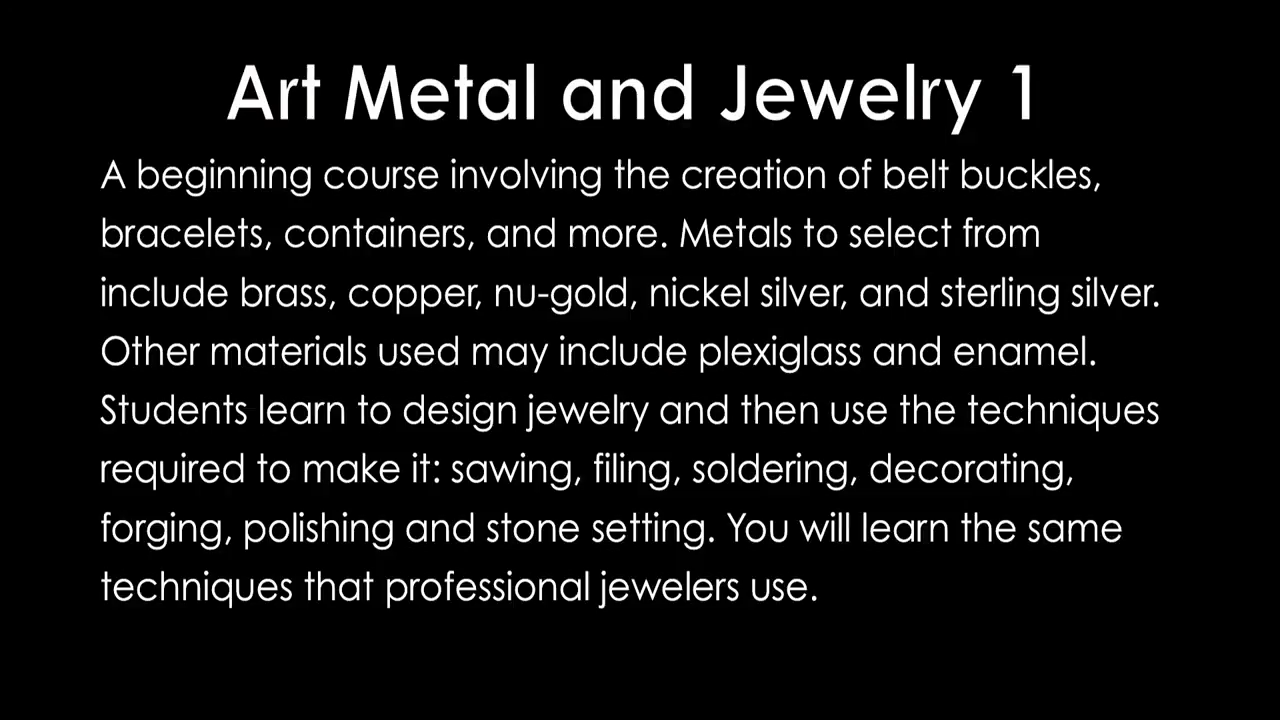 Art Metal and Jewelry 1
A beginning course involving the creation of belt buckles,
bracelets, containers, and more. Metals to select from
include brass, copper, nu-gold, nickel silver, and sterling silver.
Other materials used may include plexiglass and enamel.
Students learn to design jewelry and then use the techniques
required to make it: sawing, filing, soldering, decorating,
forging, polishing and stone setting. You will learn the same
techniques that professional jewelers use.